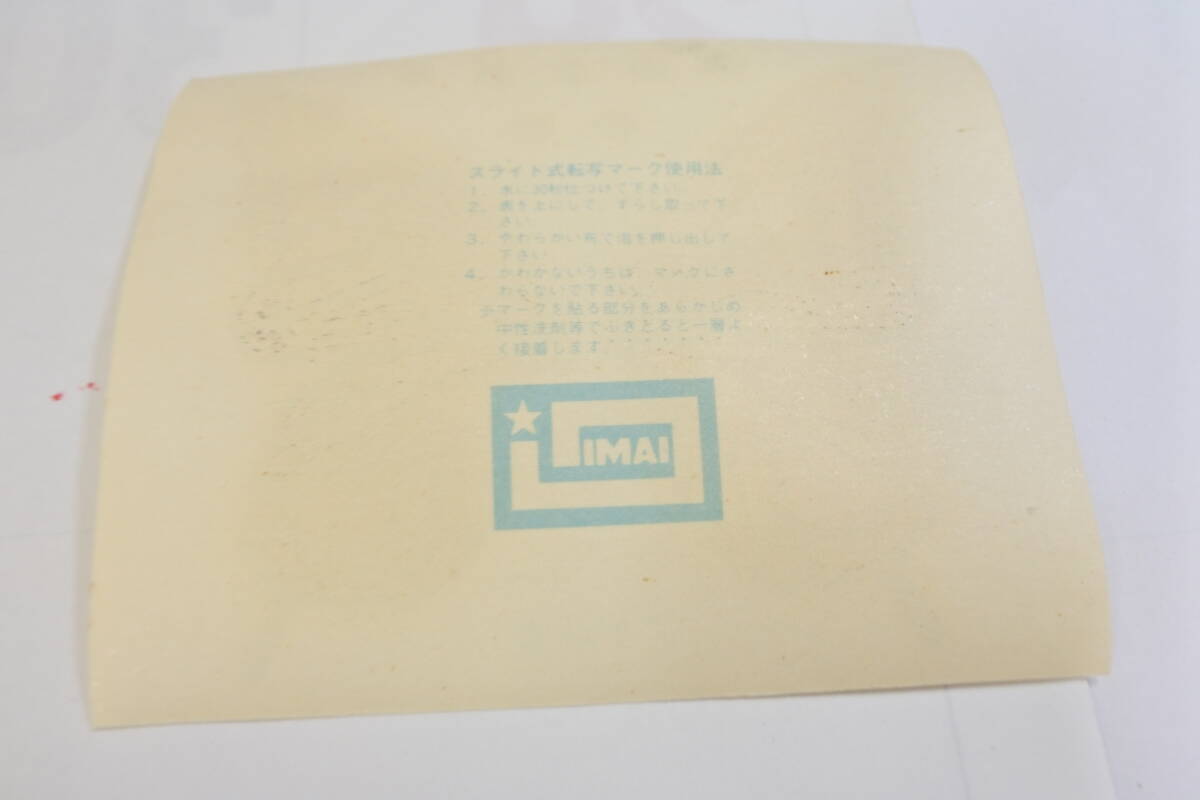 スライド式転写マーク使用法
1. 水に30秒位つけて下さい。
2. 表を上にして、ずらし取って下
さい。
3. やわらかい布で泡を押し出して
下さい。
4. かわかないうちは、マークにさ
わらないで下さい。
マークを貼る部分をあらかじめ
中性洗剤等でふきとると一層よ
く接着します。
IMAI